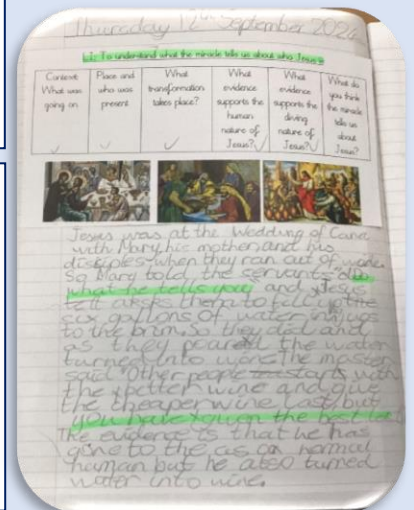 Thursday 12th September 2024
L.I: To understand what the miracle tells us about who Jesus is
Context What was going on
Place and who was present
What transformation takes place?
What evidence supports the human nature of Jesus?
What evidence supports the diving nature of Jesus?
What do you think the miracle tells us about Jesus?
Jesus was at the Wedding of Cana
with Mary, his mother and his
disciples when they ran out of wine.
So Mary told the servants "do
what he tells you" and Jesus
asks them to fill up the
six gallons of water in jugs
to the brim. So they did and
as they poured the water
turned into wine. The master
said "Other people starts with
the better wine and give
the cheaper wine last, but
you have given the best
The evidence is that he has
gone to the as a normal
human but he also turned
water into wine.